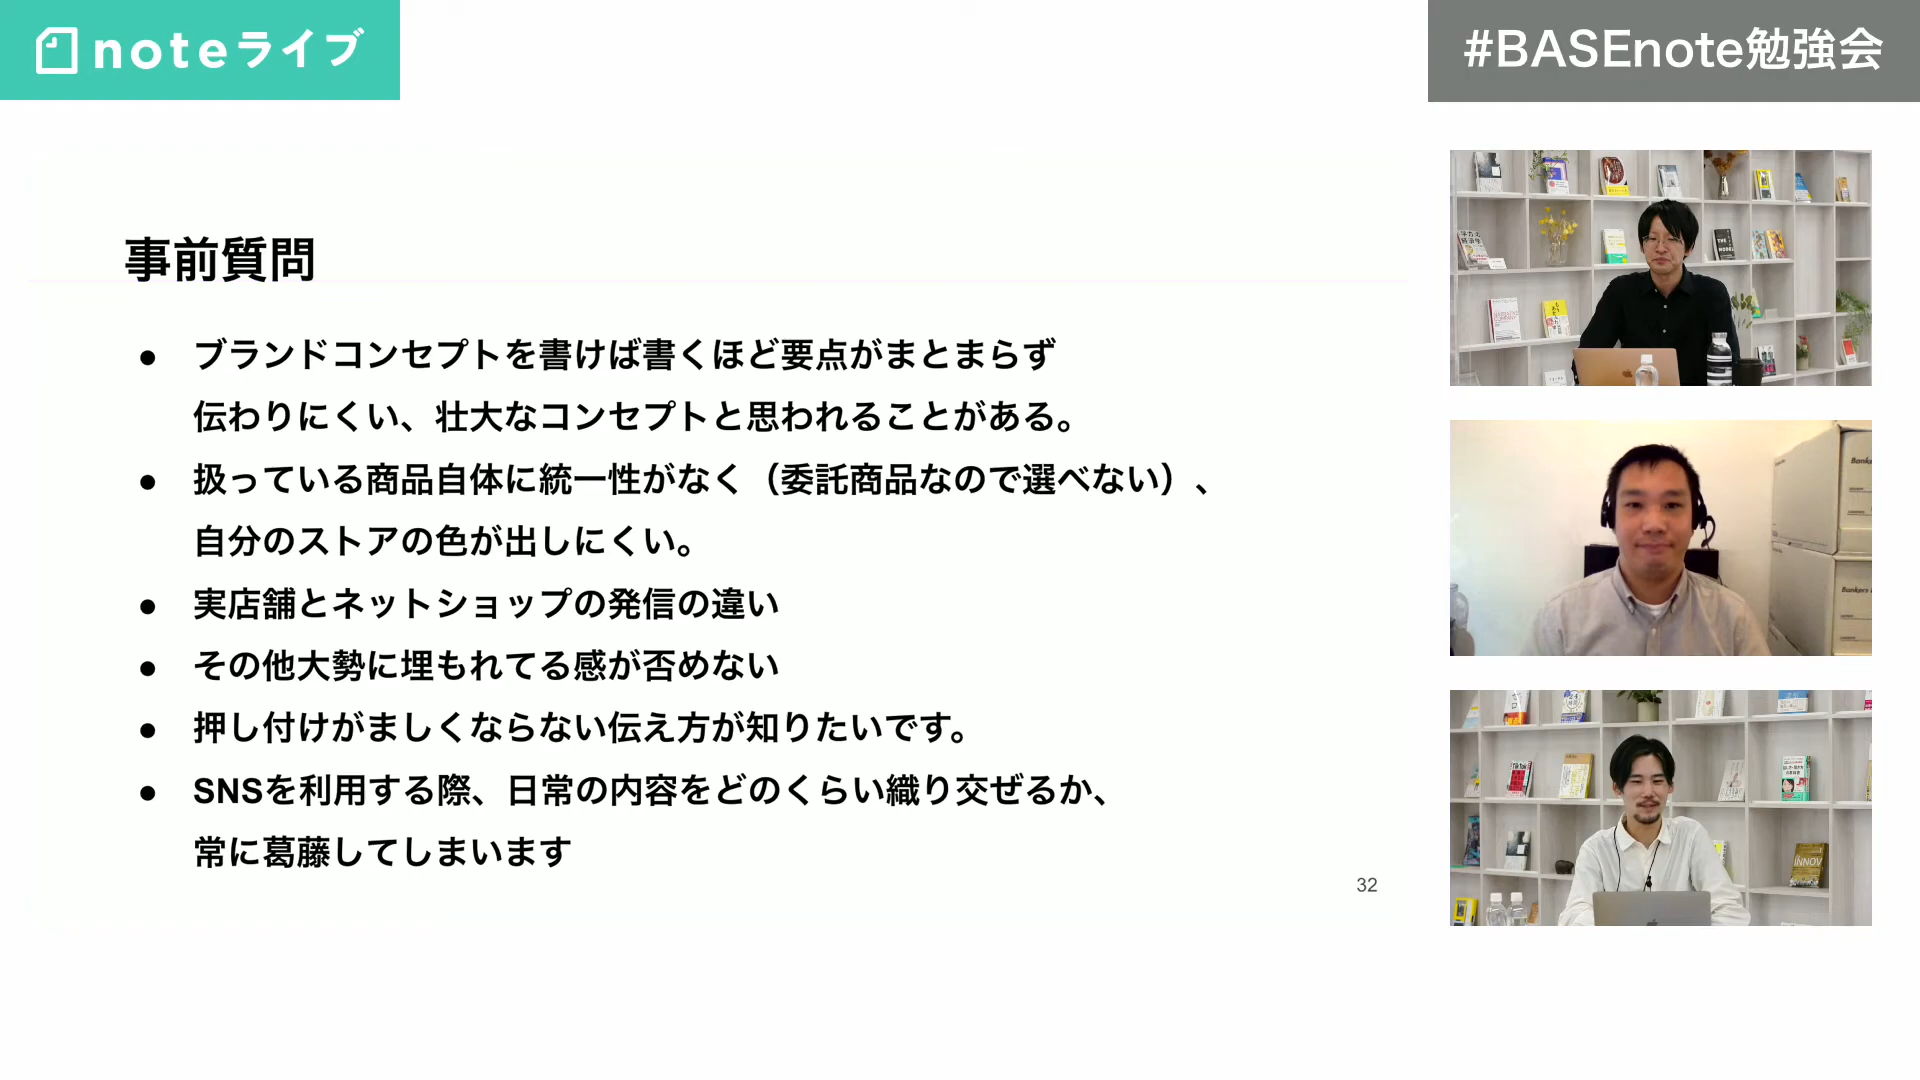 noteライブ
#BASEnote勉強会
事前質問
● ブランドコンセプトを書けば書くほど要点がまとまらず
伝わりにくい、壮大なコンセプトと思われることがある。
● 扱っている商品自体に統一性がなく（委託商品なので選べない）、
自分のストアの色が出しにくい。
● 実店舗とネットショップの発信の違い
● その他大勢に埋もれてる感が否めない
● 押し付けがましくならない伝え方が知りたいです。
● SNSを利用する際、日常の内容をどのくらい織り交ぜるか、
常に葛藤してしまいます
32
THE MODEL
Bankers
INNOV